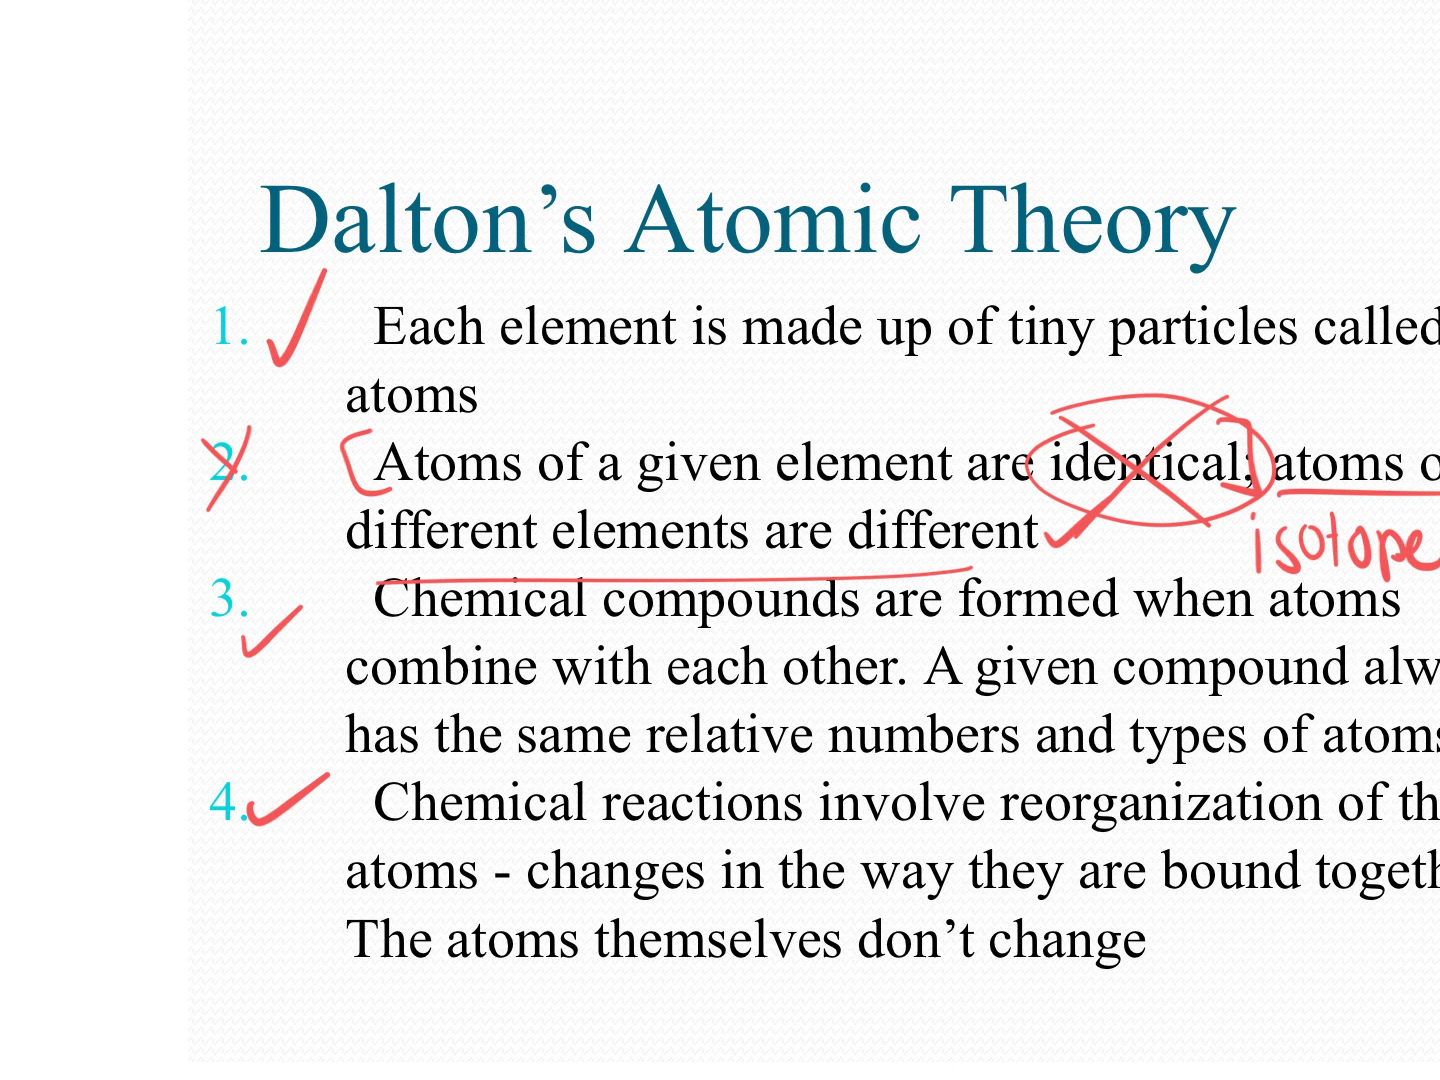 Dalton’s Atomic Theory
1. Each element is made up of tiny particles called
atoms
2. Atoms of a given element are identical; atoms o
different elements are different
isotope
3. Chemical compounds are formed when atoms
combine with each other. A given compound alw
has the same relative numbers and types of atoms
4. Chemical reactions involve reorganization of th
atoms - changes in the way they are bound togeth
The atoms themselves don’t change